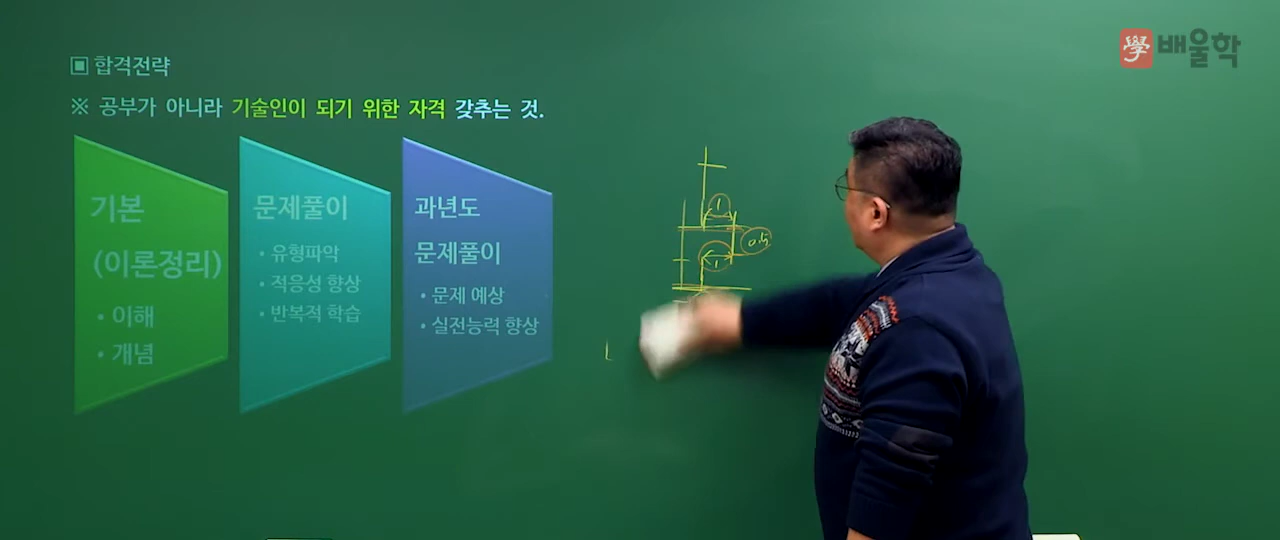 學 배울학
▣ 합격전략
※ 공부가 아니라 기술인이 되기 위한 자격 갖추는 것.
기본
(이론정리)
• 이해
• 개념
문제풀이
• 유형파악
• 적응성 향상
• 반복적 학습
과년도
문제풀이
• 문제 예상
• 실전능력 향상
1
1